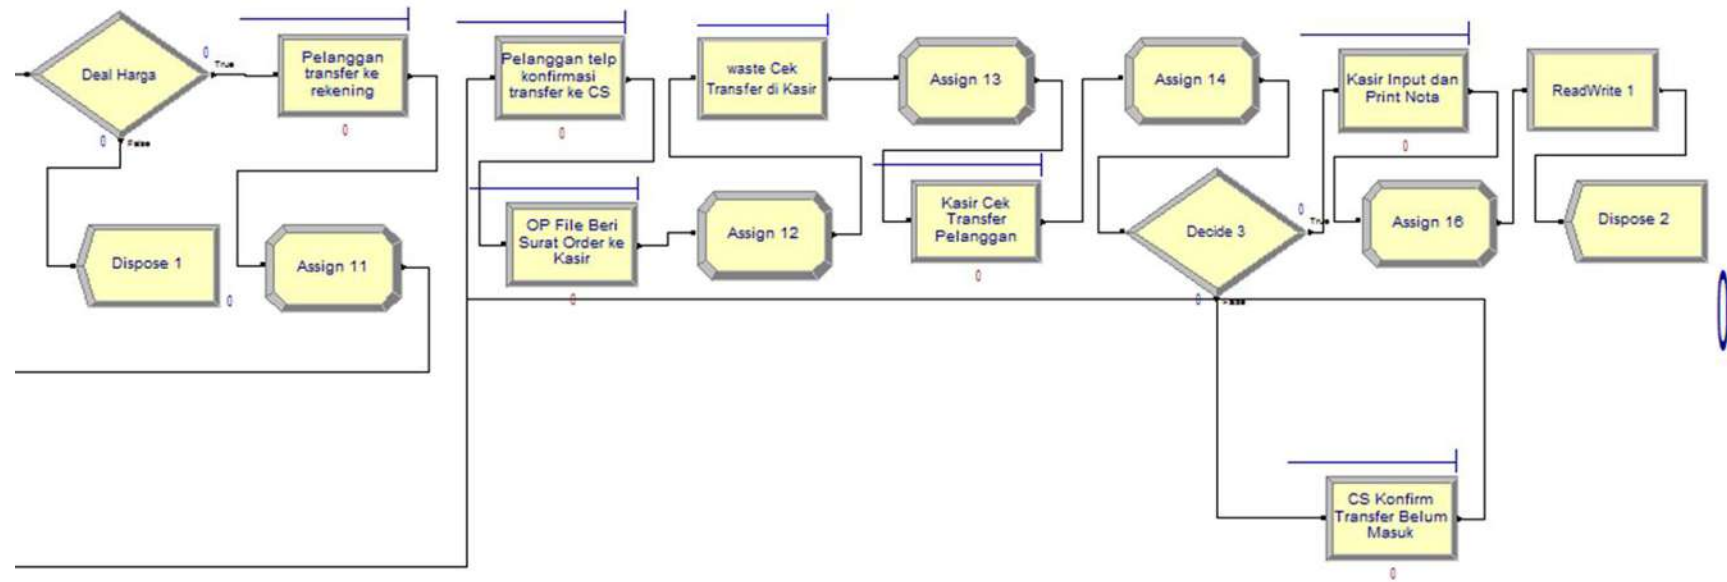 Deal Harga
0
True
0
False
Pelanggan
transfer ke
rekening
0
Dispose 1
0
Assign 11
Pelanggan telp
konfirmasi
transfer ke CS
0
OP File Beri
Surat Order ke
Kasir
0
Assign 12
waste Cek
Transfer di Kasir
Assign 13
Kasir Cek
Transfer
Pelanggan
0
Assign 14
Decide 3
0
True
0
False
Kasir Input dan
Print Nota
0
Assign 16
ReadWrite 1
Dispose 2
0
CS Konfirm
Transfer Belum
Masuk
0